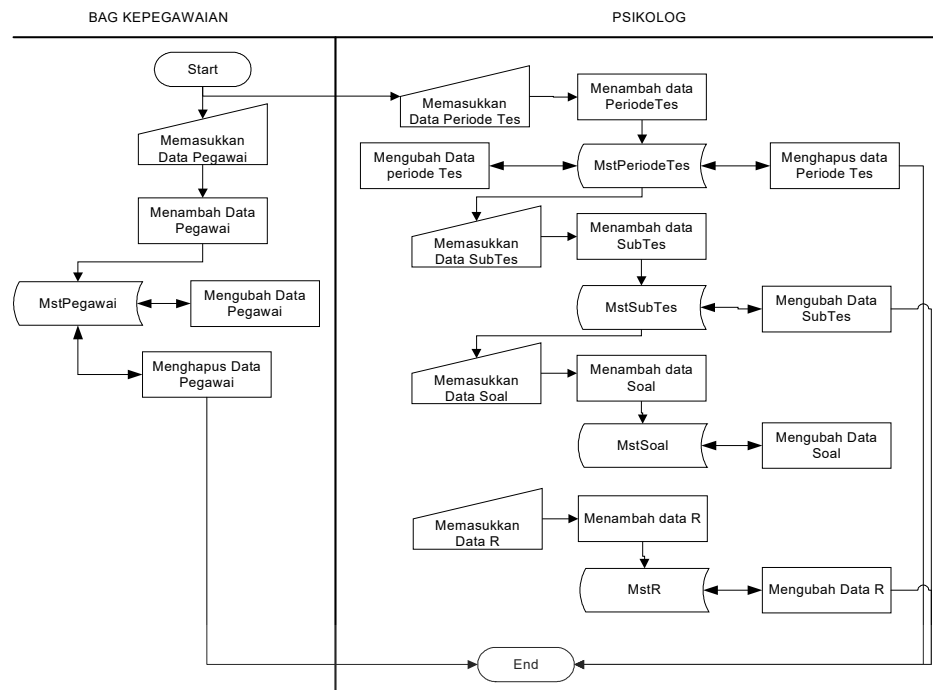 BAG KEPEGAWAIAN
PSIKOLOG
Start
Memasukkan
Data Pegawai
Menambah Data
Pegawai
MstPegawai
Mengubah Data
Pegawai
Menghapus Data
Pegawai
Memasukkan
Data Periode Tes
Menambah data
PeriodeTes
Mengubah Data
periode Tes
MstPeriodeTes
Menghapus data
Periode Tes
Memasukkan
Data SubTes
Menambah data
SubTes
MstSubTes
Mengubah Data
SubTes
Memasukkan
Data Soal
Menambah data
Soal
MstSoal
Mengubah Data
Soal
Memasukkan
Data R
Menambah data R
MstR
Mengubah Data R
End